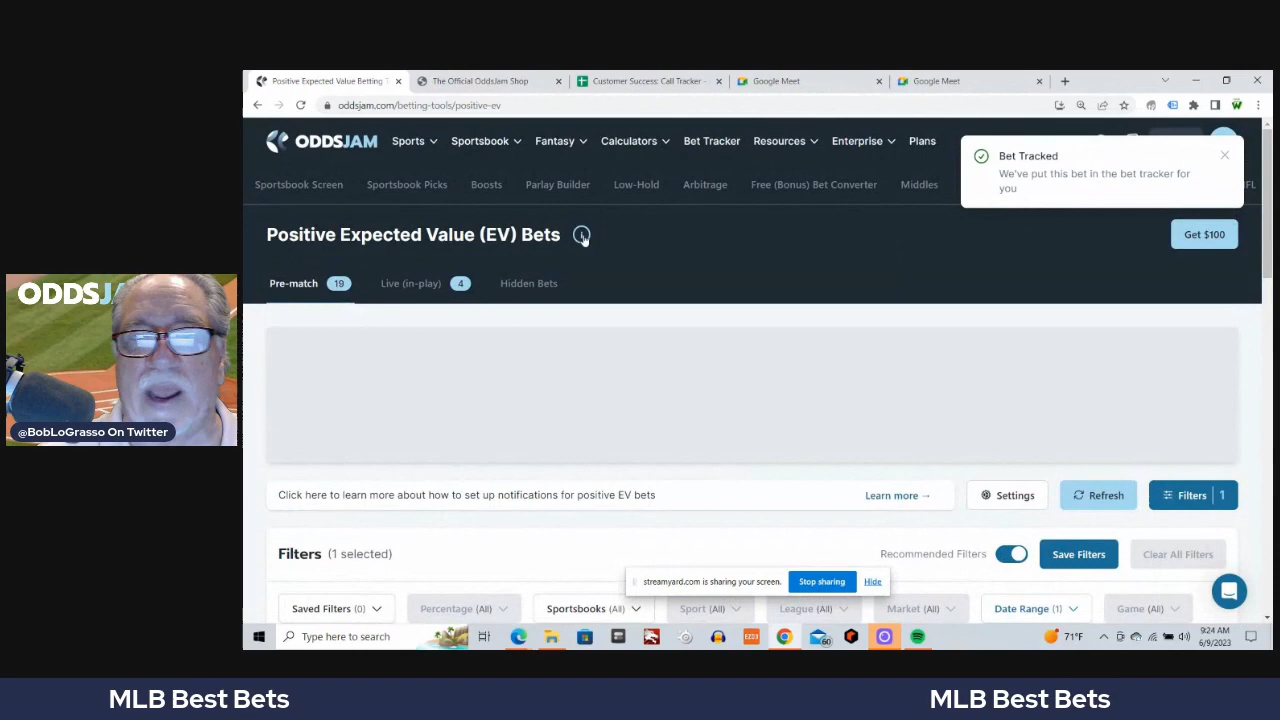 Positive Expected Value Betting T
The Official OddsJam Shop
Customer Success: Call Tracker -
Google Meet
Google Meet
oddsjam.com/betting-tools/positive-ev
ODDSJAM
Sports
Sportsbook
Fantasy
Calculators
Bet Tracker
Resources
Enterprise
Plans
Bet Tracked
We've put this bet in the bet tracker for
you
Sportsbook Screen
Sportsbook Picks
Boosts
Parlay Builder
Low-Hold
Arbitrage
Free (Bonus) Bet Converter
Middles
Positive Expected Value (EV) Bets
Get $100
Pre-match 19
Live (in-play) 4
Hidden Bets
ODDSJA
@BobLoGrasso On Twitter
Click here to learn more about how to set up notifications for positive EV bets
Learn more →
Settings
Refresh
Filters 1
Filters (1 selected)
Recommended Filters
Save Filters
Clear All Filters
streamyard.com is sharing your screen.
Stop sharing
Hide
Saved Filters (0)
Percentage (All)
Sportsbooks (All)
Sport (All)
League (All)
Market (All)
Date Range (1)
Game (All)
Type here to search
60
71°F
9:24 AM
6/9/2023
MLB Best Bets
MLB Best Bets